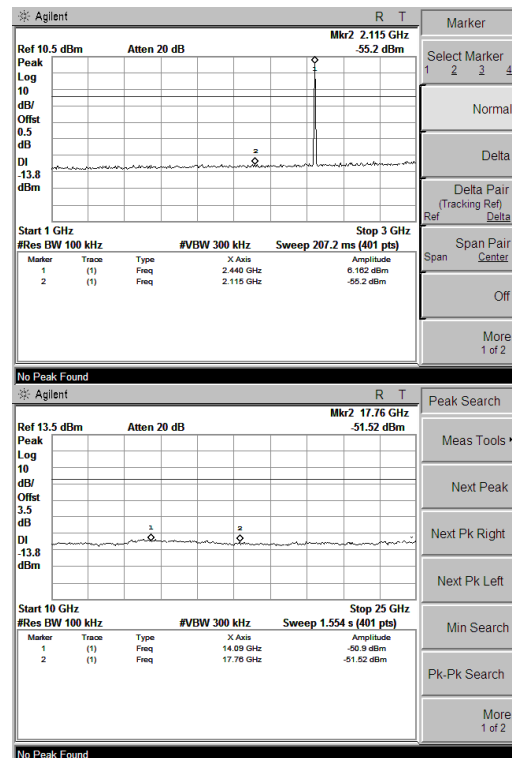 Agilent R T
Mkr2 2.115 GHz
Ref 10.5 dBm Atten 20 dB -55.2 dBm
Peak
Log
10
dB/
Offst
0.5
dB
DI
-13.8
dBm
1
2
Start 1 GHz Stop 3 GHz
#Res BW 100 kHz #VBW 300 kHz Sweep 207.2 ms (401 pts)
Marker Trace Type X Axis Amplitude
1 (1) Freq 2.440 GHz 6.162 dBm
2 (1) Freq 2.115 GHz -55.2 dBm
No Peak Found
Marker
Select Marker
1 2 3 4
Normal
Delta
Delta Pair
(Tracking Ref)
Ref Delta
Span Pair
Span Center
Off
More
1 of 2
Agilent R T
Mkr2 17.76 GHz
Ref 13.5 dBm Atten 20 dB -51.52 dBm
Peak
Log
10
dB/
Offst
3.5
dB
DI
-13.8
dBm
1 2
Start 10 GHz Stop 25 GHz
#Res BW 100 kHz #VBW 300 kHz Sweep 1.554 s (401 pts)
Marker Trace Type X Axis Amplitude
1 (1) Freq 14.09 GHz -50.9 dBm
2 (1) Freq 17.76 GHz -51.52 dBm
No Peak Found
Peak Search
Meas Tools
Next Peak
Next Pk Right
Next Pk Left
Min Search
Pk-Pk Search
More
1 of 2